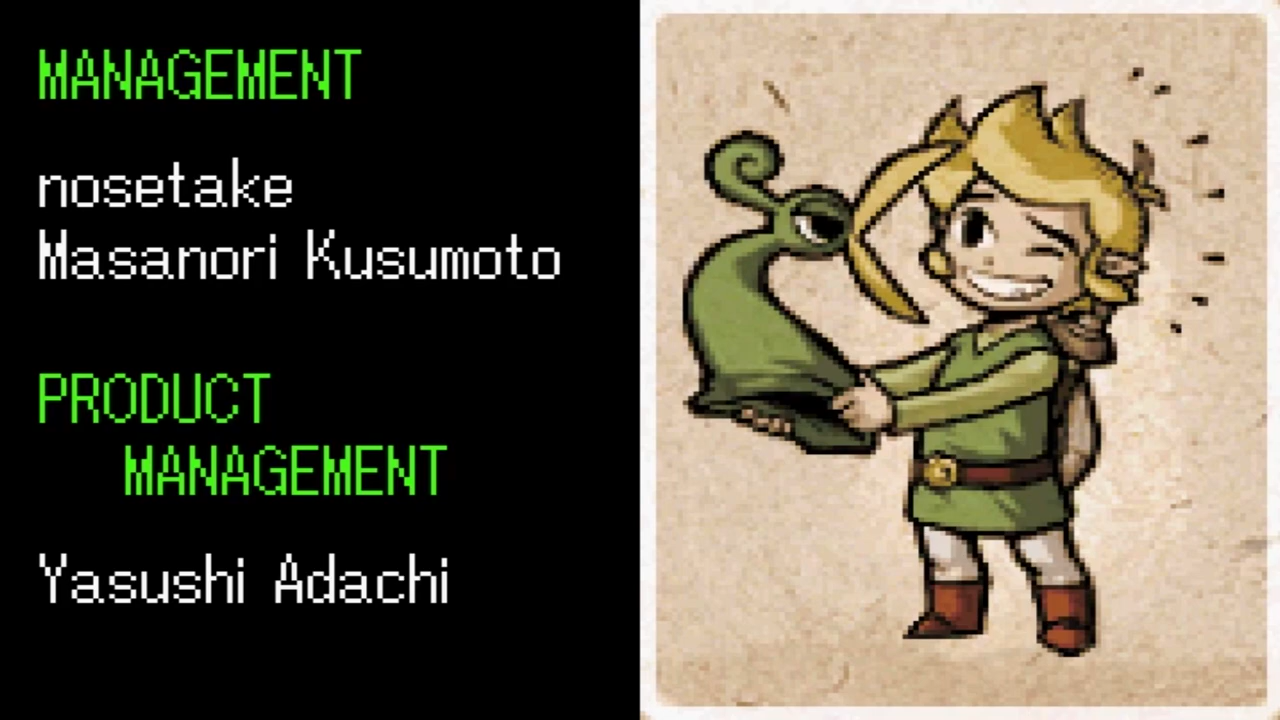 MANAGEMENT
nosetake
Masanori Kusumoto
PRODUCT
MANAGEMENT
Yasushi Adachi